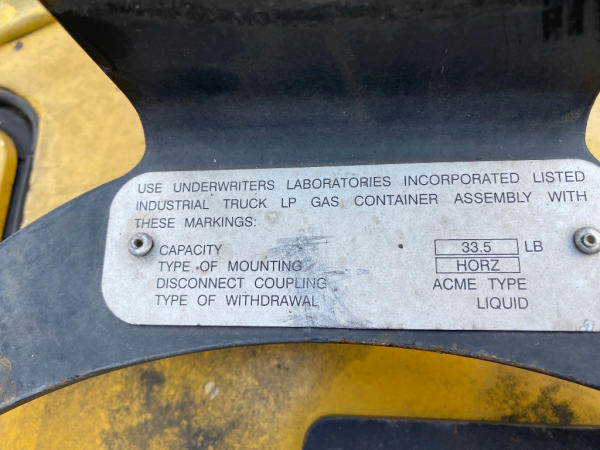 USE UNDERWRITERS LABORATORIES INCORPORATED LISTED
INDUSTRIAL TRUCK LP GAS CONTAINER ASSEMBLY WITH
THESE MARKINGS:
CAPACITY 33.5 LB
TYPE OF MOUNTING HORZ
DISCONNECT COUPLING ACME TYPE
TYPE OF WITHDRAWAL LIQUID